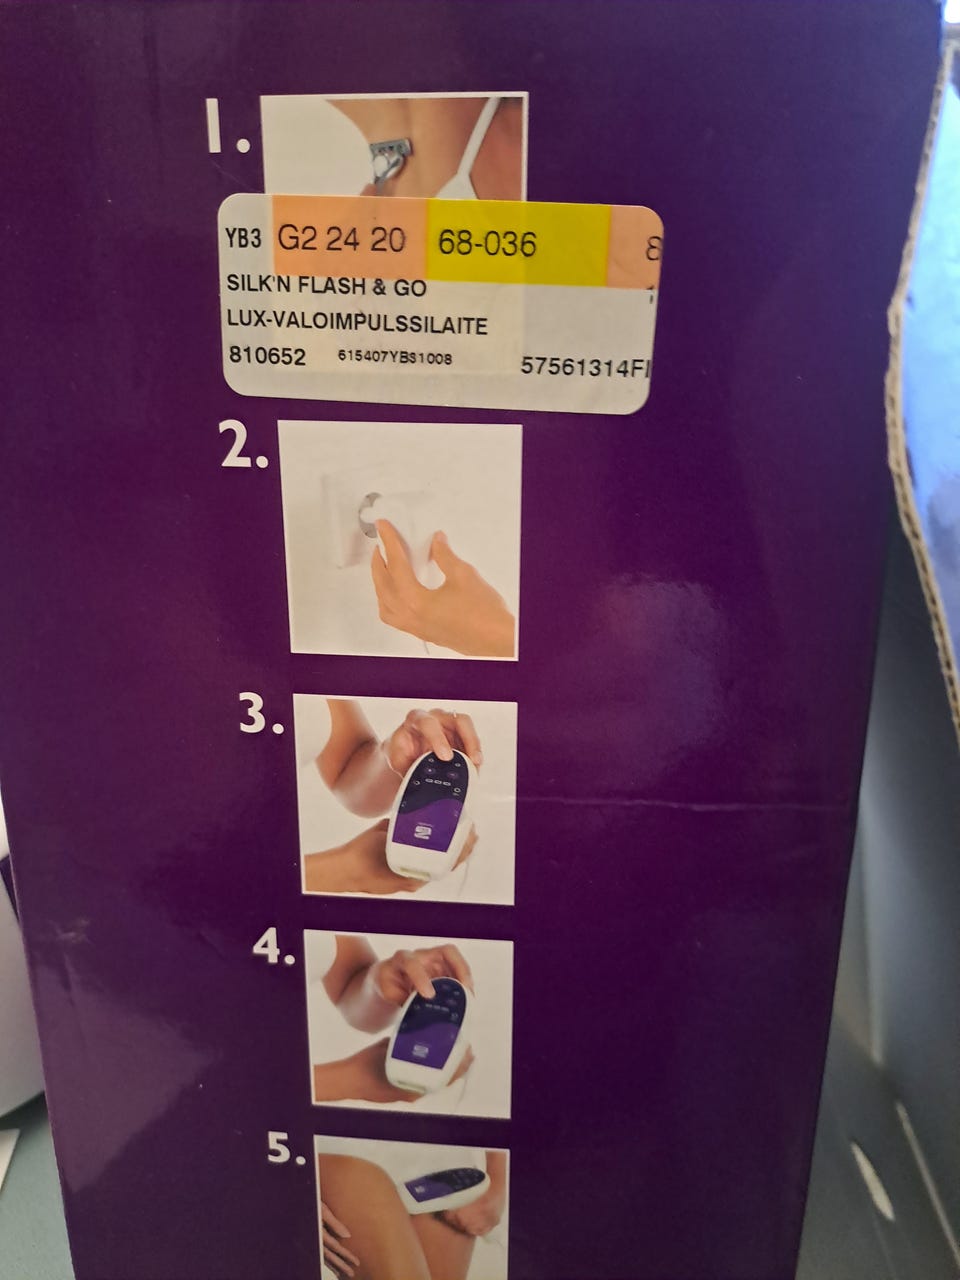 1.
YB3 G2 24 20 68-036 8
SILK'N FLASH & GO
LUX-VALOIMPULSSILAITE
810652 615407YBS1008 57561314FI
2.
3.
4.
5.